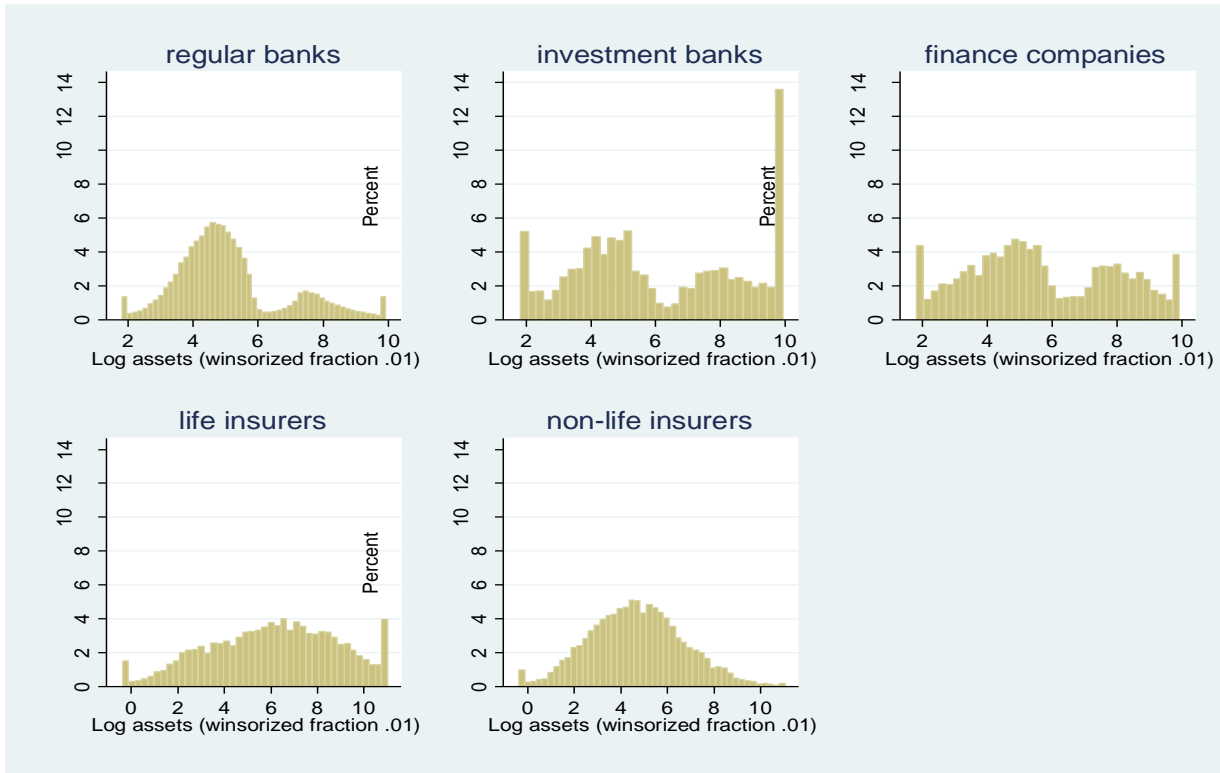 regular banks
14
12
10
8
6
4
2
0
Percent
2 4 6 8 10
Log assets (winsorized fraction .01)
investment banks
14
12
10
8
6
4
2
0
Percent
2 4 6 8 10
Log assets (winsorized fraction .01)
finance companies
14
12
10
8
6
4
2
0
2 4 6 8 10
Log assets (winsorized fraction .01)
life insurers
14
12
10
8
6
4
2
0
Percent
0 2 4 6 8 10
Log assets (winsorized fraction .01)
non-life insurers
14
12
10
8
6
4
2
0
0 2 4 6 8 10
Log assets (winsorized fraction .01)